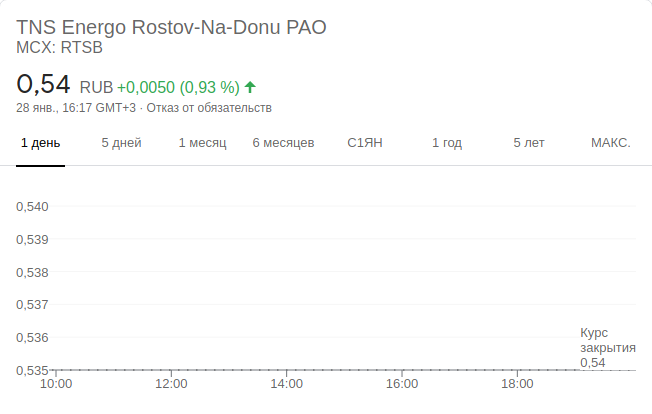 TNS Energo Rostov-Na-Donu PAO
MCX: RTSB
0,54 RUB +0,0050 (0,93 %)
28 янв., 16:17 GMT+3 · Отказ от обязательств
1 день 5 дней 1 месяц 6 месяцев С1ЯН 1 год 5 лет МАКС.
0,540
0,539
0,538
0,537
0,536
Курс
закрытия
0,54
0,535
10:00 12:00 14:00 16:00 18:00